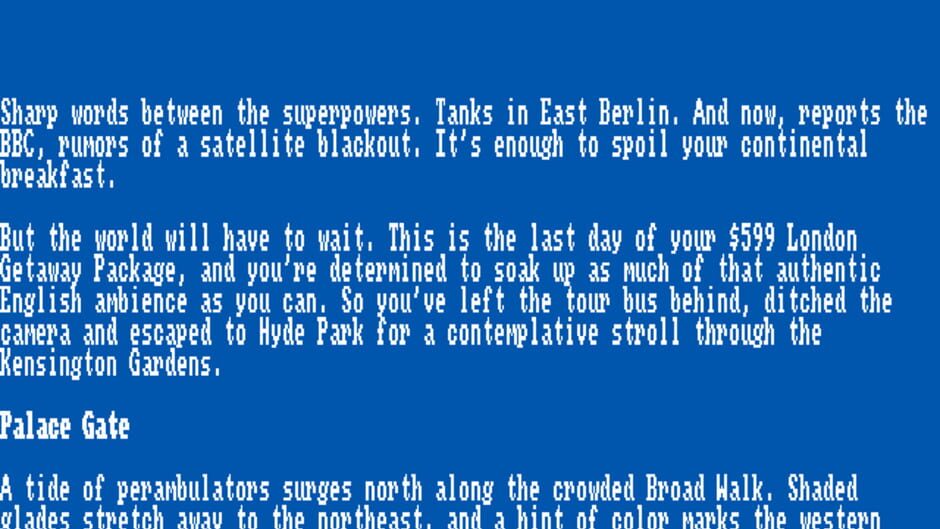 Sharp words between the superpowers. Tanks in East Berlin. And now, reports the
BBC, rumors of a satellite blackout. It's enough to spoil your continental
breakfast.
But the world will have to wait. This is the last day of your $599 London
Getaway Package, and you're determined to soak up as much of that authentic
English ambience as you can. So you've left the tour bus behind, ditched the
camera and escaped to Hyde Park for a contemplative stroll through the
Kensington Gardens.
Palace Gate
A tide of perambulators surges north along the crowded Broad Walk. Shaded
glades stretch away to the northeast, and a hint of color marks the western